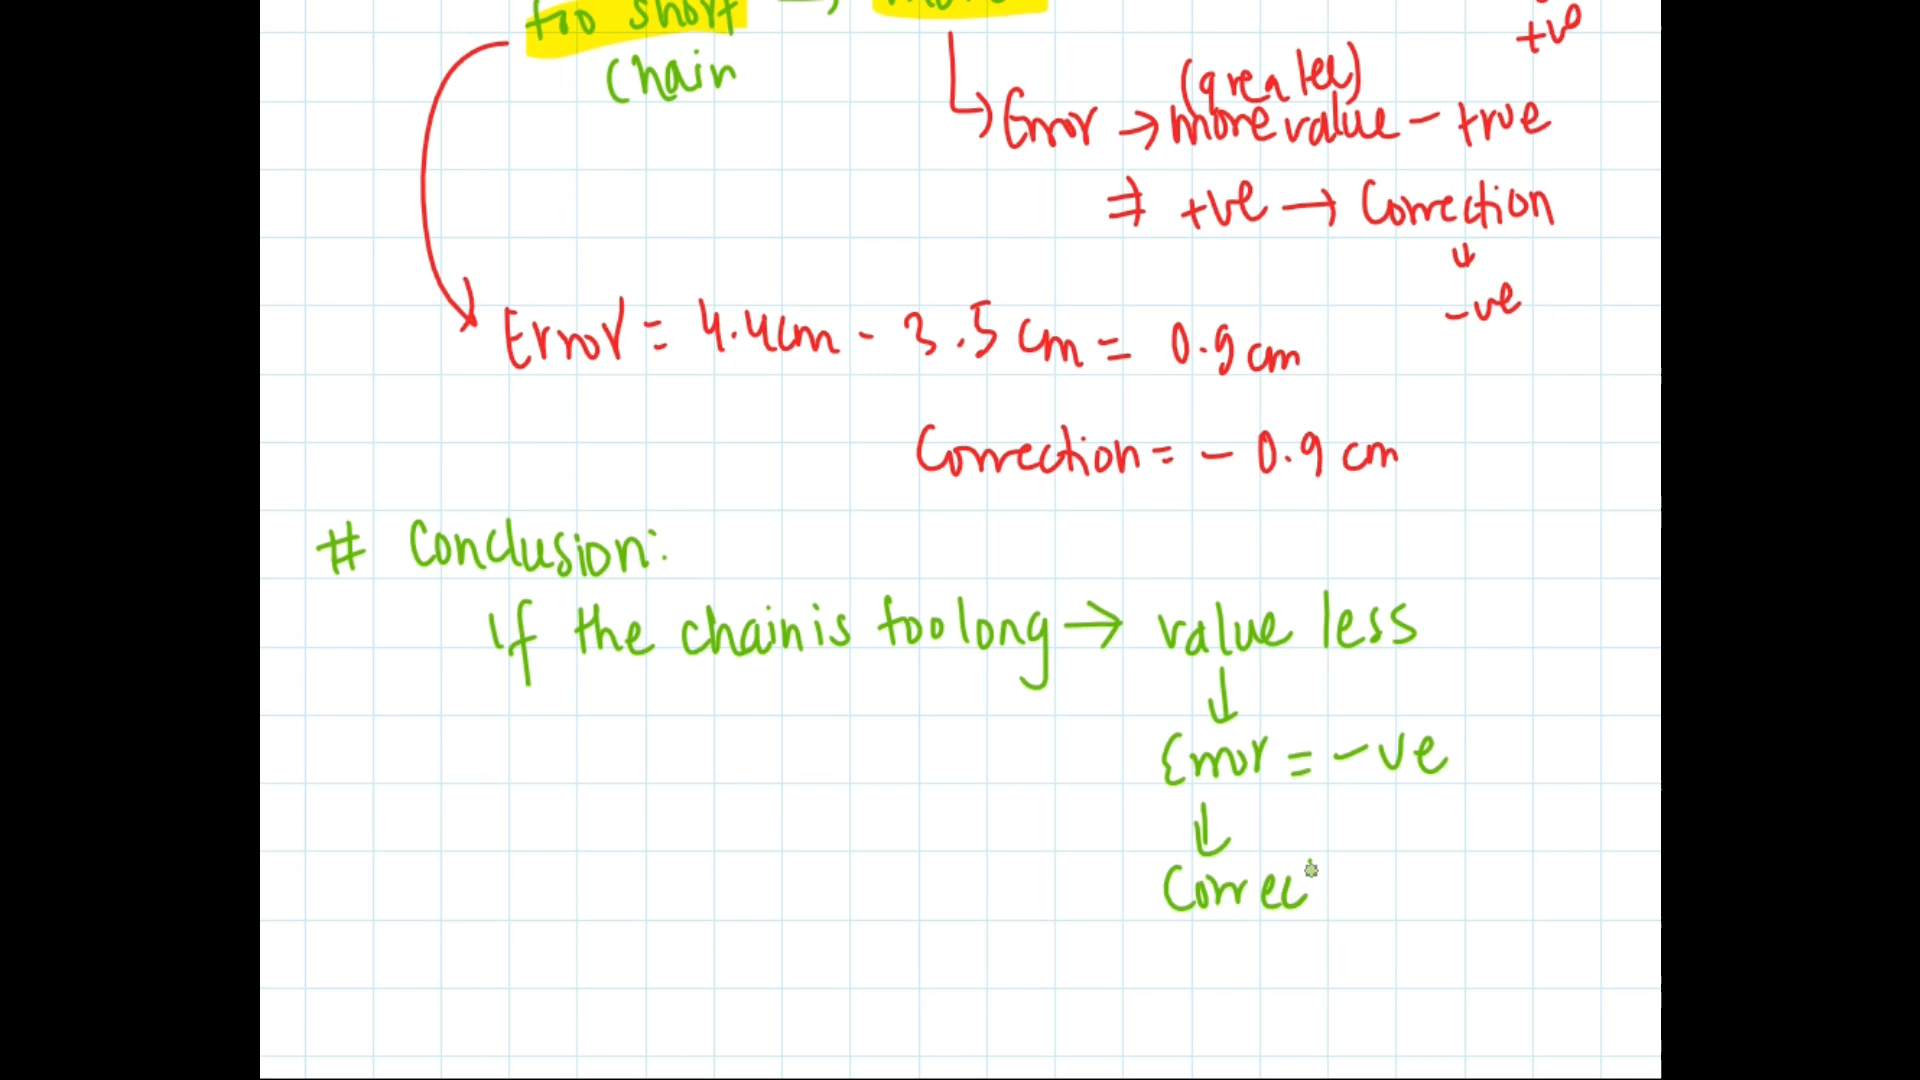 too short →
+ve
chain
(greater)
↳ Error → more value - true
⇒ +ve → Correction
↓
-ve
Error = 4.4cm - 3.5 cm = 0.9 cm
Correction = - 0.9 cm
# Conclusion:
If the chain is too long → value less
↓
Error = -ve
↓
Correc